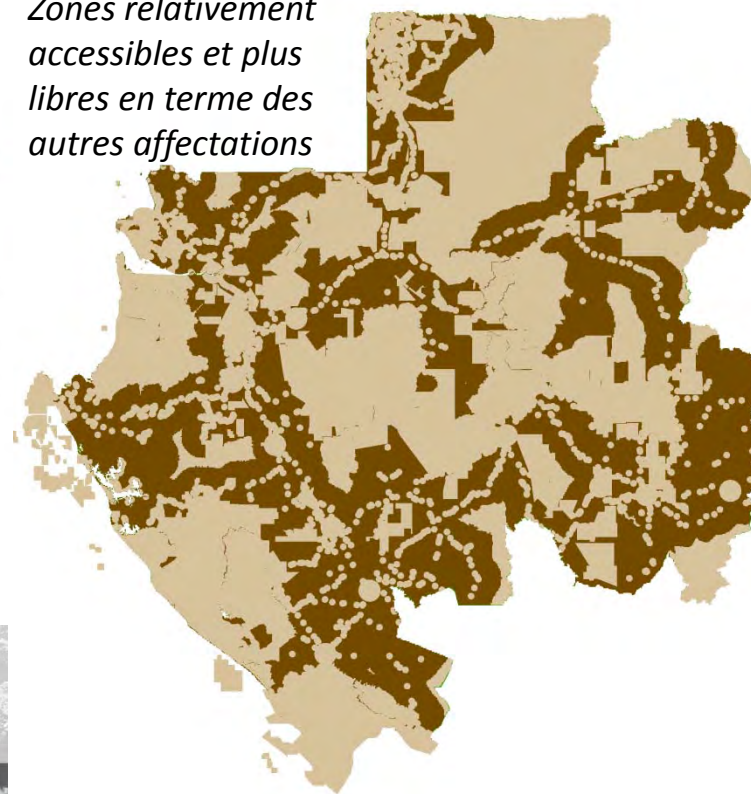 Zones relativement
accessibles et plus
libres en terme des
autres affectations